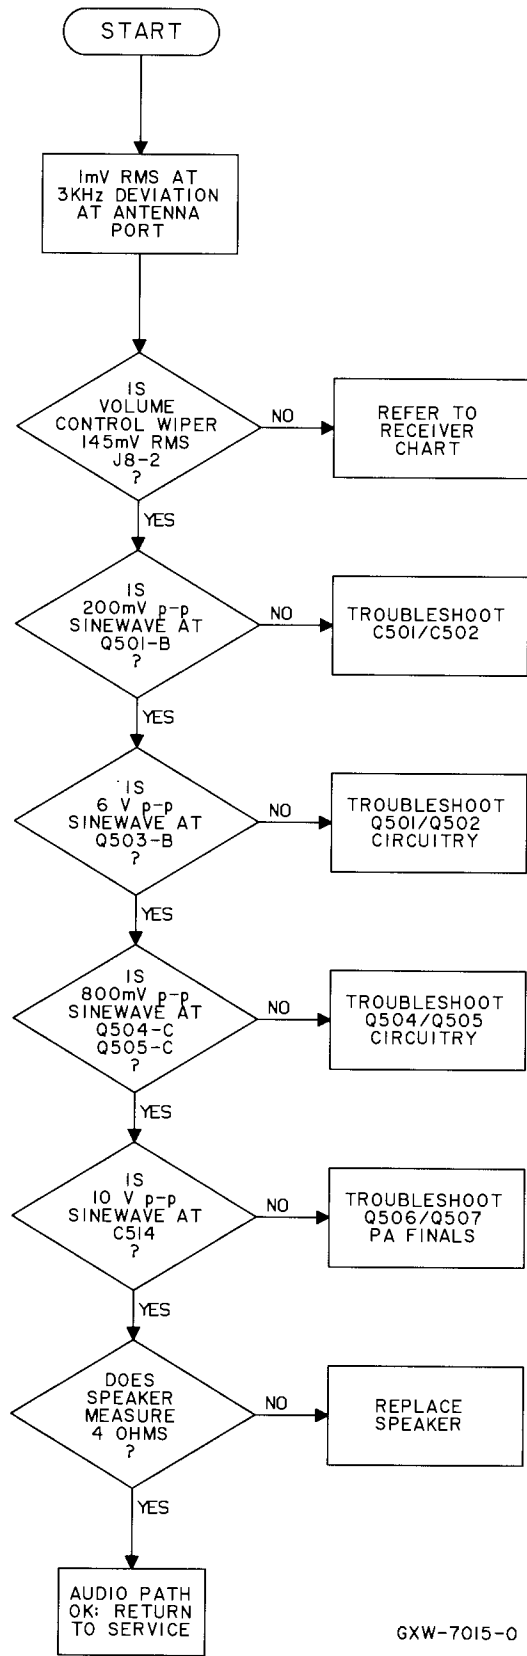 START
1mV RMS AT
3KHz DEVIATION
AT ANTENNA
PORT
IS
VOLUME
CONTROL WIPER
145mV RMS
J8-2
?
NO
REFER TO
RECEIVER
CHART
YES
IS
200mV p-p
SINEWAVE AT
Q501-B
?
NO
TROUBLESHOOT
C501/C502
YES
IS
6 V p-p
SINEWAVE AT
Q503-B
?
NO
TROUBLESHOOT
Q501/Q502
CIRCUITRY
YES
IS
800mV p-p
SINEWAVE AT
Q504-C
Q505-C
?
NO
TROUBLESHOOT
Q504/Q505
CIRCUITRY
YES
IS
10 V p-p
SINEWAVE AT
C514
?
NO
TROUBLESHOOT
Q506/Q507
PA FINALS
YES
DOES
SPEAKER
MEASURE
4 OHMS
?
NO
REPLACE
SPEAKER
YES
AUDIO PATH
OK: RETURN
TO SERVICE
GXW-7015-0